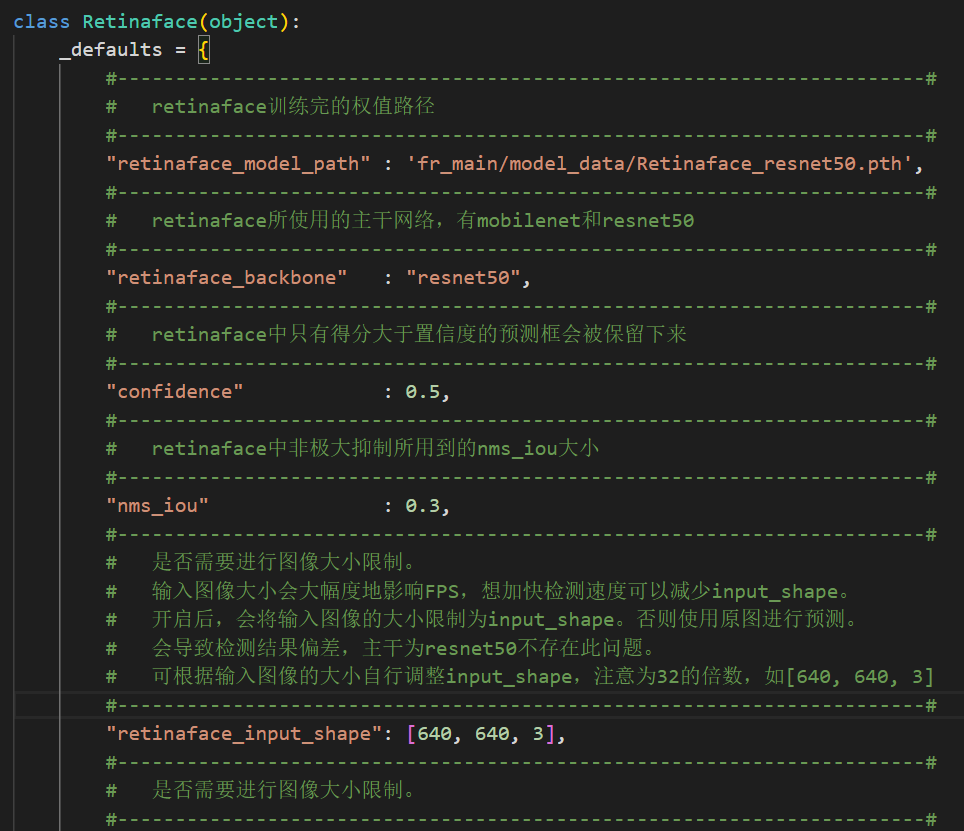 class Retinaface(object):
_defaults = {
#-----------------------------------------------------------------------#
#   retinaface训练完的权值路径
#-----------------------------------------------------------------------#
"retinaface_model_path" : 'fr_main/model_data/Retinaface_resnet50.pth',
#-----------------------------------------------------------------------#
#   retinaface所使用的主干网络，有mobilenet和resnet50
#-----------------------------------------------------------------------#
"retinaface_backbone"   : "resnet50",
#-----------------------------------------------------------------------#
#   retinaface中只有得分大于置信度的预测框会被保留下来
#-----------------------------------------------------------------------#
"confidence"            : 0.5,
#-----------------------------------------------------------------------#
#   retinaface中非极大抑制所用到的nms_iou大小
#-----------------------------------------------------------------------#
"nms_iou"               : 0.3,
#-----------------------------------------------------------------------#
#   是否需要进行图像大小限制。
#   输入图像大小会大幅度地影响FPS，想加快检测速度可以减少input_shape。
#   开启后，会将输入图像的大小限制为input_shape。否则使用原图进行预测。
#   会导致检测结果偏差，主干为resnet50不存在此问题。
#   可根据输入图像的大小自行调整input_shape，注意为32的倍数，如[640, 640, 3]
#-----------------------------------------------------------------------#
"retinaface_input_shape": [640, 640, 3],
#-----------------------------------------------------------------------#
#   是否需要进行图像大小限制。
#-----------------------------------------------------------------------#